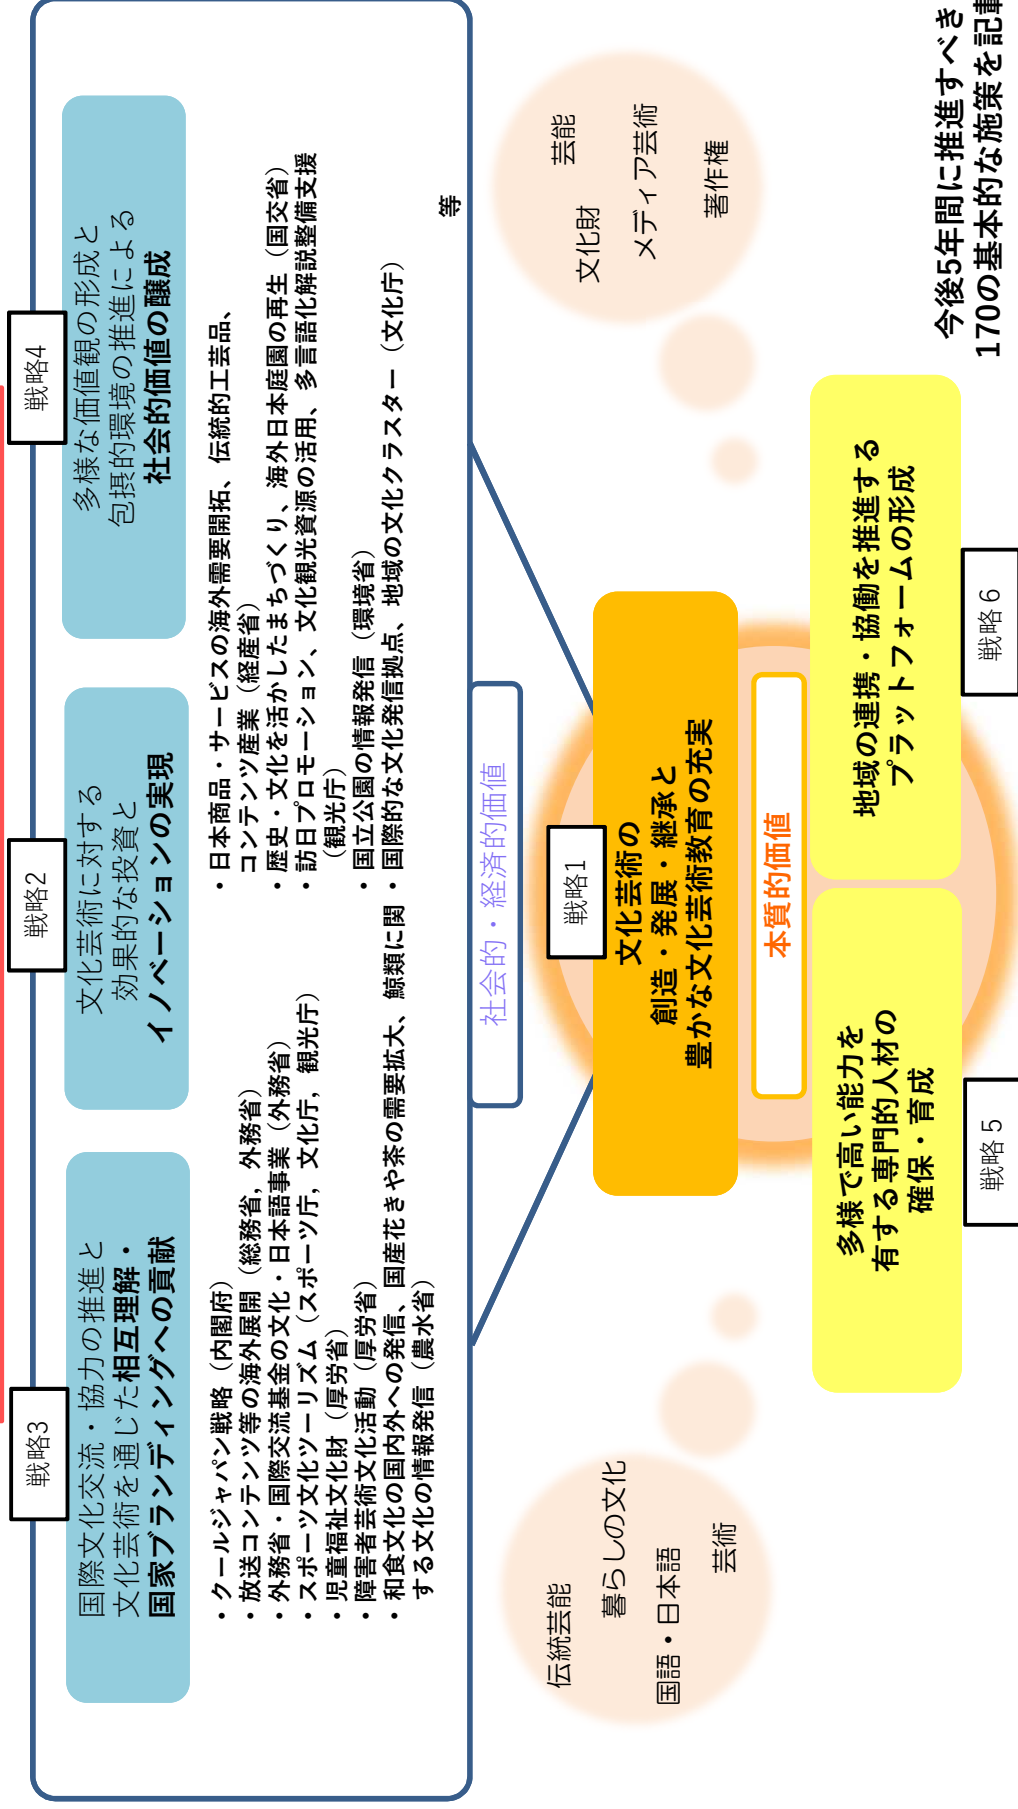 戦略3
国際文化交流・協力の推進と
文化芸術を通じた相互理解・
国家ブランディングへの貢献
戦略2
文化芸術に対する
効果的な投資と
イノベーションの実現
戦略4
多様な価値観の形成と
包摂的環境の推進による
社会的価値の醸成
・クールジャパン戦略（内閣府）
・放送コンテンツ等の海外展開（総務省，外務省）
・外務省・国際交流基金の文化・日本語事業（外務省）
・スポーツ文化ツーリズム（スポーツ庁，文化庁，観光庁）
・児童福祉文化財（厚労省）
・障害者芸術文化活動（厚労省）
・和食文化の国内外への発信、国産花きや茶の需要拡大、鯨類に関
する文化の情報発信（農水省）
・日本商品・サービスの海外需要開拓、伝統的工芸品、
コンテンツ産業（経産省）
・歴史・文化を活かしたまちづくり、海外日本庭園の再生（国交省）
・訪日プロモーション、文化観光資源の活用、多言語化解説整備支援
（観光庁）
・国立公園の情報発信（環境省）
・国際的な文化発信拠点、地域の文化クラスター（文化庁）
等
社会的・経済的価値
戦略1
文化芸術の
創造・発展・継承と
豊かな文化芸術教育の充実
本質的価値
伝統芸能
暮らしの文化
国語・日本語
芸術
芸能
文化財
メディア芸術
著作権
多様で高い能力を
有する専門的人材の
確保・育成
戦略５
地域の連携・協働を推進する
プラットフォームの形成
戦略６
今後5年間に推進すべき
170の基本的な施策を記載